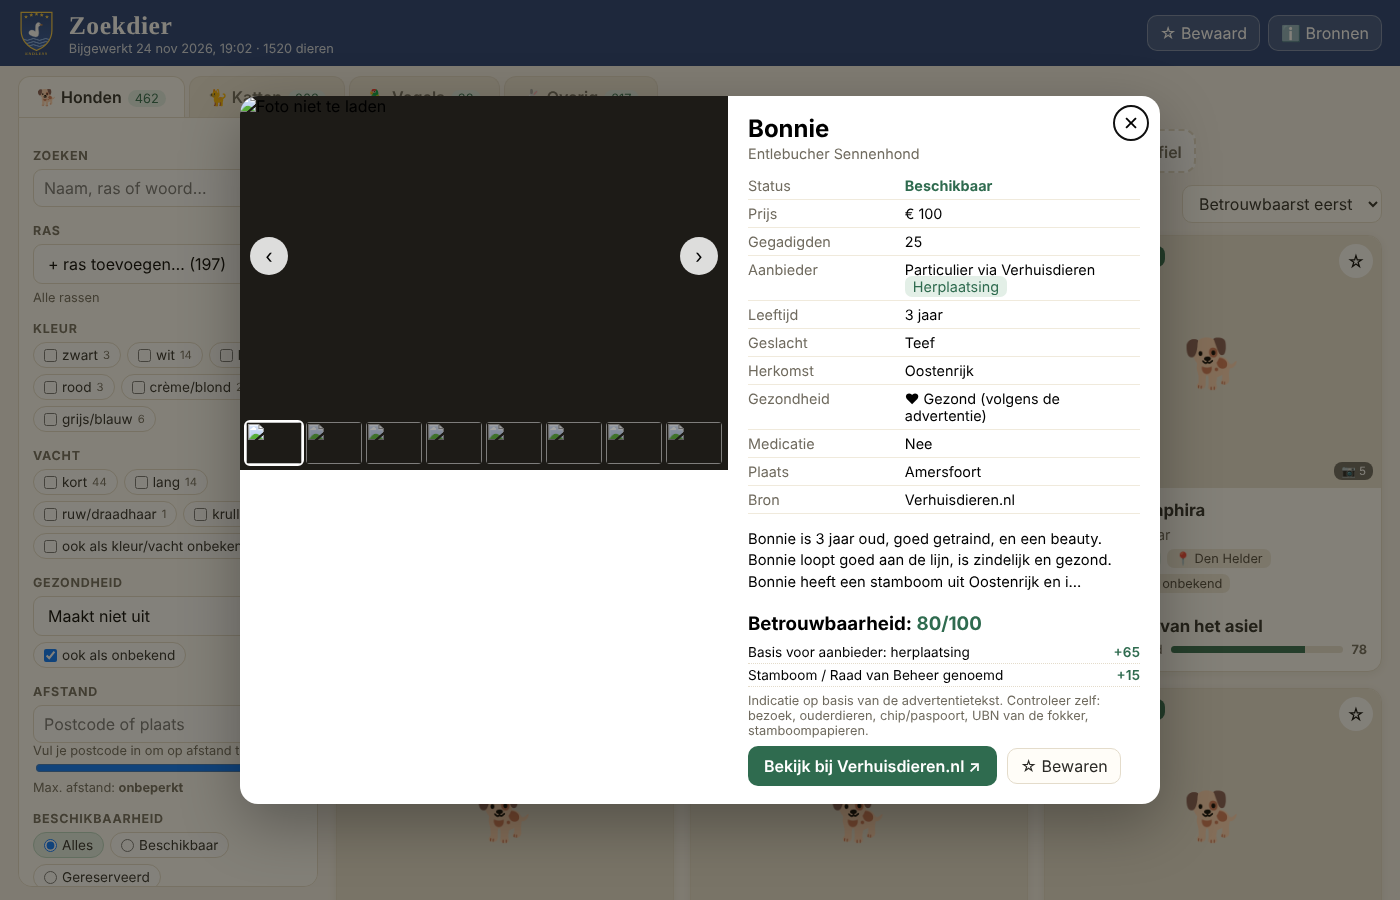 Zoekdier
Bijgewerkt 24 nov 2026, 19:02 · 1520 dieren
☆ Bewaard
ℹ️ Bronnen
Honden 462
Vogels
Overig
ZOEKEN
Naam, ras of woord...
RAS
+ ras toevoegen... (197)
Alle rassen
KLEUR
zwart 3
wit 14
rood 3
crème/blond
grijs/blauw 6
VACHT
kort 44
lang 14
ruw/draadhaar 1
ook als kleur/vacht
GEZONDHEID
Maakt niet uit
ook als onbekend
AFSTAND
Postcode of plaats
Vul je postcode in om op afstand
Max. afstand: onbeperkt
BESCHIKBAARHEID
Alles
Beschikbaar
Gereserveerd
Foto niet te laden
‹
›
Bonnie
✕
Entlebucher Sennenhond
Status Beschikbaar
Prijs € 100
Gegadigden 25
Aanbieder Particulier via Verhuisdieren
Herplaatsing
Leeftijd 3 jaar
Geslacht Teef
Herkomst Oostenrijk
Gezondheid ♥ Gezond (volgens de
advertentie)
Medicatie Nee
Plaats Amersfoort
Bron Verhuisdieren.nl
Bonnie is 3 jaar oud, goed getraind, en een beauty.
Bonnie loopt goed aan de lijn, is zindelijk en gezond.
Bonnie heeft een stamboom uit Oostenrijk en i...
Betrouwbaarheid: 80/100
Basis voor aanbieder: herplaatsing +65
Stamboom / Raad van Beheer genoemd +15
Indicatie op basis van de advertentietekst. Controleer zelf:
bezoek, ouderdieren, chip/paspoort, UBN van de fokker,
stamboompapieren.
Bekijk bij Verhuisdieren.nl ↗
☆ Bewaren
Betrouwbaarst eerst
☆
5
Den Helder
onbekend
van het asiel
78
☆